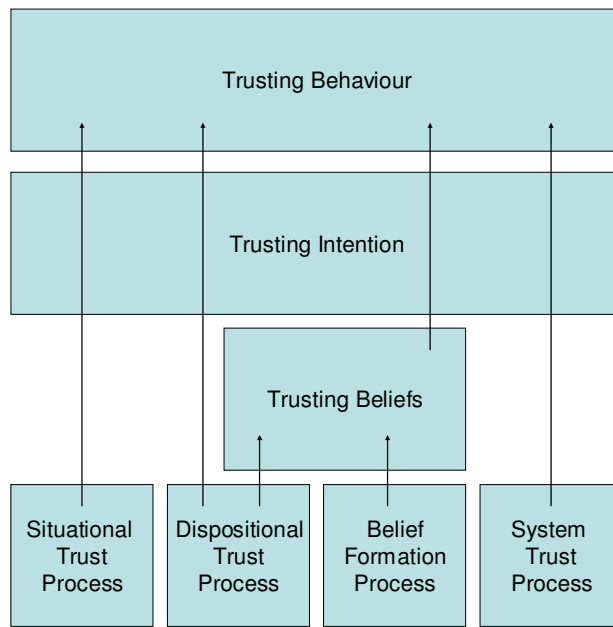 Trusting Behaviour
Trusting Intention
Trusting Beliefs
Situational
Trust
Process
Dispositional
Trust
Process
Belief
Formation
Process
System
Trust
Process